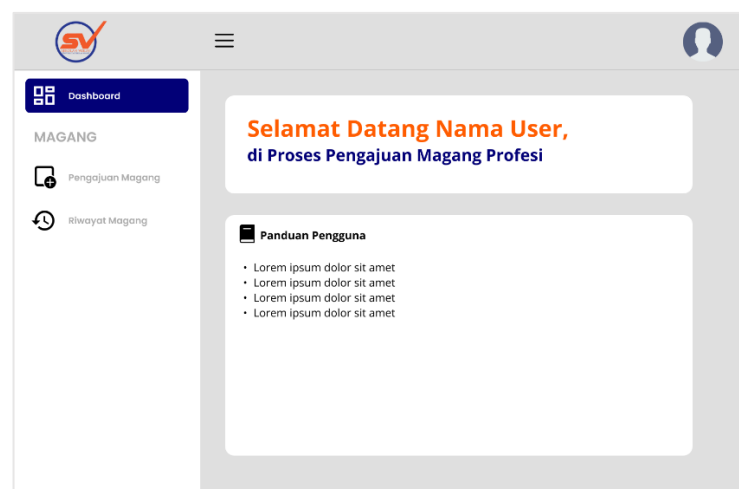 SV
Dashboard
MAGANG
Pengajuan Magang
Riwayat Magang
Selamat Datang Nama User,
di Proses Pengajuan Magang Profesi
Panduan Pengguna
• Lorem ipsum dolor sit amet
• Lorem ipsum dolor sit amet
• Lorem ipsum dolor sit amet
• Lorem ipsum dolor sit amet